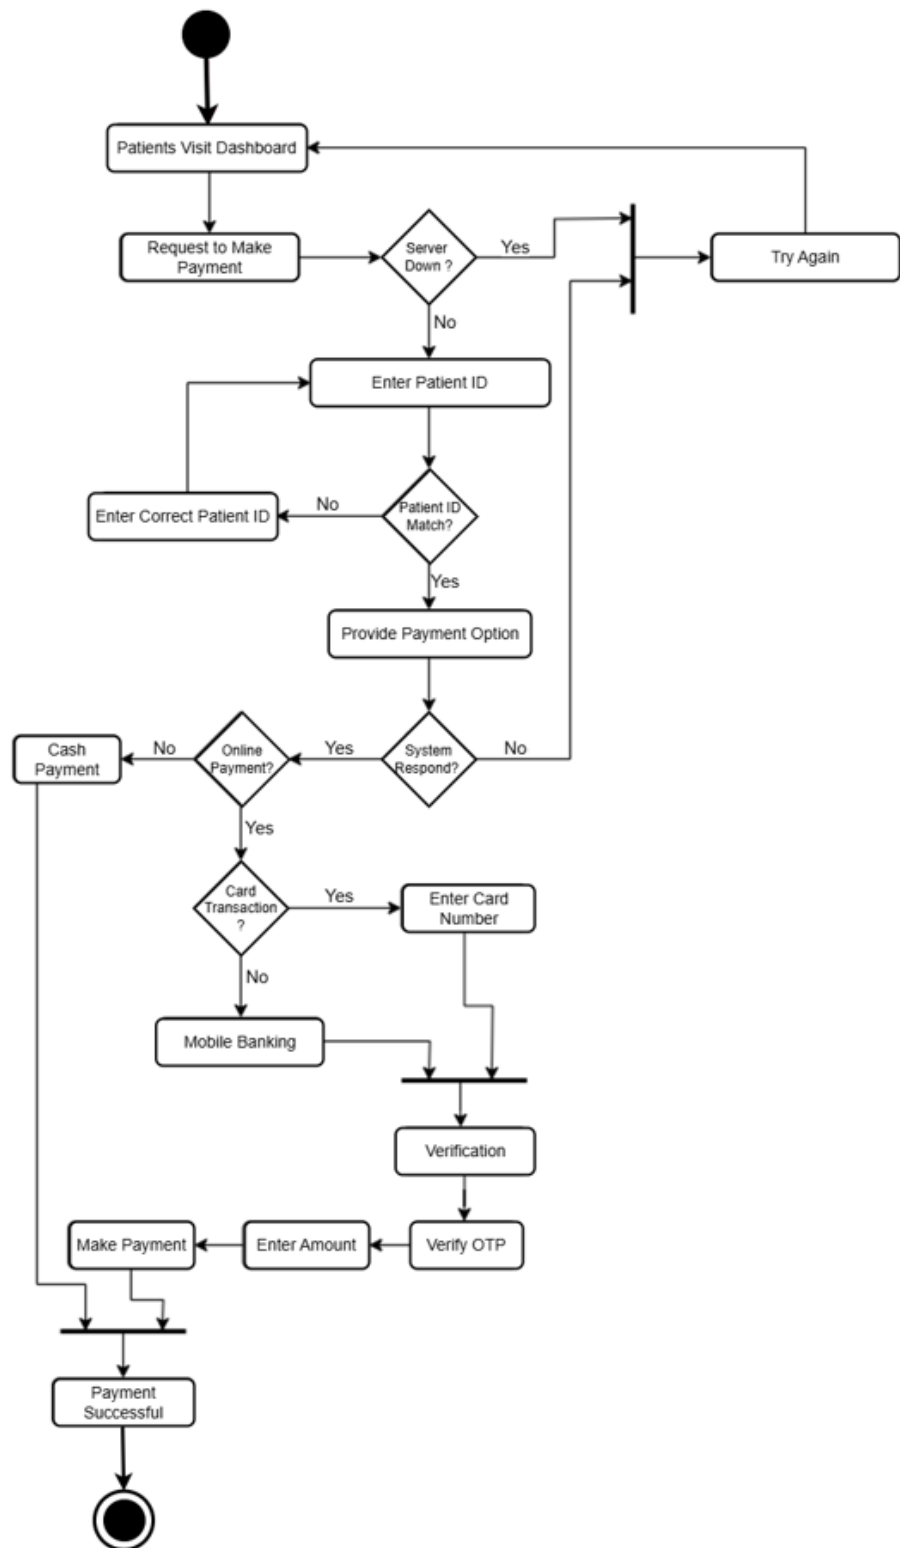 Patients Visit Dashboard
Request to Make
Payment
Server
Down ?
Yes
Try Again
No
Enter Patient ID
Enter Correct Patient ID
No
Patient ID
Match?
Yes
Provide Payment Option
Cash
Payment
No
Online
Payment?
Yes
System
Respond?
No
Yes
Card
Transaction
?
Yes
Enter Card
Number
No
Mobile Banking
Verification
Make Payment
Enter Amount
Verify OTP
Payment
Successful